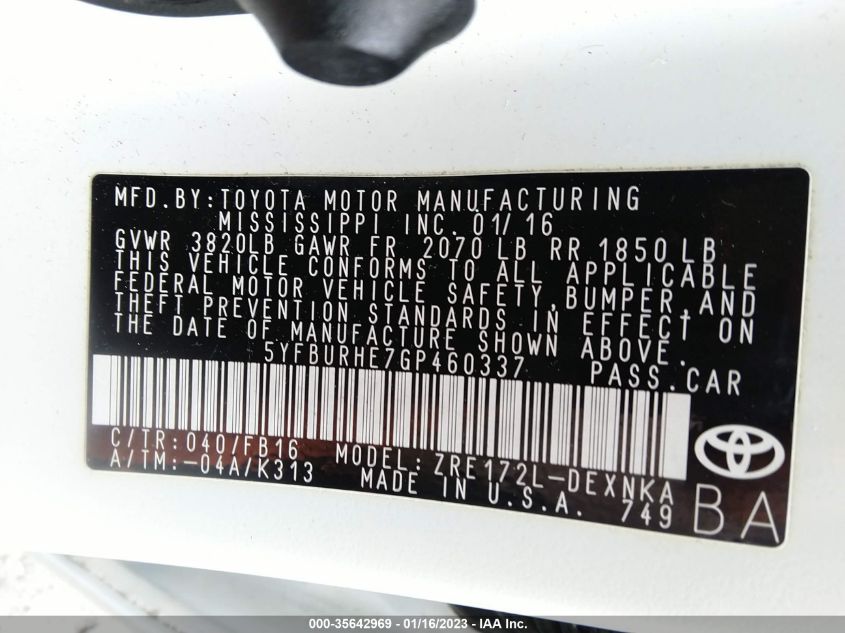 MFD.BY:TOYOTA MOTOR MANUFACTURING
MISSISSIPPI INC. 01/16
GVWR 3820LB GAWR FR 2070 LB RR 1850 LB
THIS VEHICLE CONFORMS TO ALL APPLICABLE
FEDERAL MOTOR VEHICLE SAFETY,BUMPER,AND
THEFT PREVENTION STANDARDS IN EFFECT ON
THE DATE OF MANUFACTURE SHOWN ABOVE.
5YFBURHE7GP460337 PASS.CAR
C/TR:040/FB16 MODEL:ZRE172L-DEXNKA
A/TM:-04A/K313 MADE IN U.S.A. 749
BA
000-35642969 - 01/16/2023 - IAA Inc.